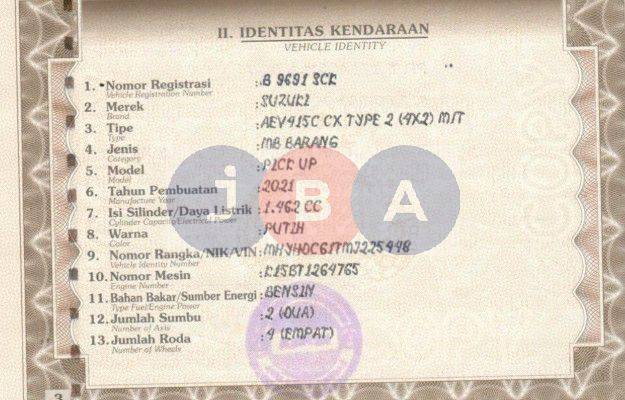 II. IDENTITAS KENDARAAN
VEHICLE IDENTITY
1. Nomor Registrasi : B 9691 SCK
Vehicle Registration Number
2. Merek : SUZUKI
Brand
3. Tipe : AEV415C CX TYPE 2 (4X2) M/T
Type
4. Jenis : MB BARANG
Category
5. Model : PICK UP
Model
6. Tahun Pembuatan : 2021
Manufacture Year
7. Isi Silinder/Daya Listrik : 1.462 CC
Cylinder Capacity/Electrical Power
8. Warna : PUTIH
Color
9. Nomor Rangka/NIK/VIN : MHYHDC61TMJ225448
Vehicle Identity Number
10. Nomor Mesin : K15BT1264765
Engine Number
11. Bahan Bakar/Sumber Energi : BENSIN
Type Fuel/Engine Power
12. Jumlah Sumbu : 2 (DUA)
Number of Axis
13. Jumlah Roda : 4 (EMPAT)
Number of Wheels
iBA
3